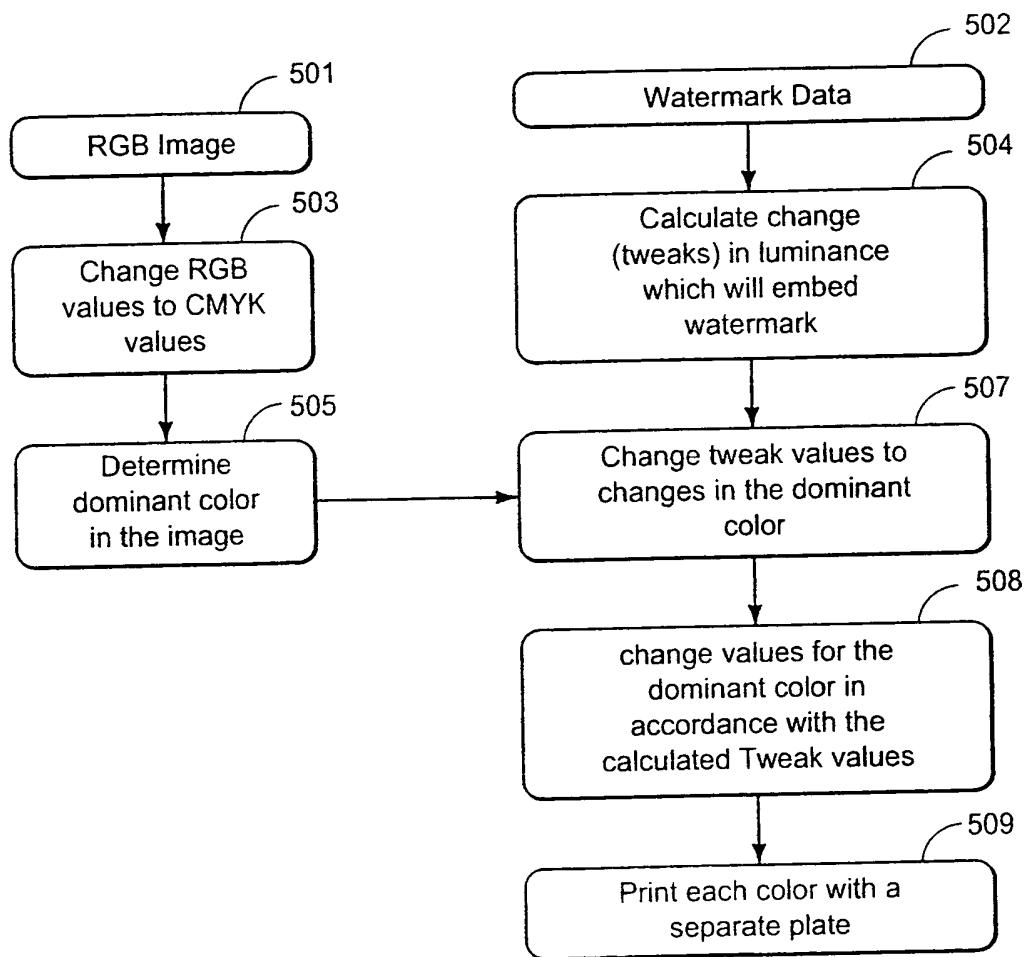 502
501
Watermark Data
RGB Image
504
503
Calculate change
(tweaks) in luminance
which will embed
watermark
Change RGB
values to CMYK
values
505
507
Determine
dominant color
in the image
Change tweak values to
changes in the dominant
color
508
change values for the
dominant color in
accordance with the
calculated Tweak values
509
Print each color with a
separate plate